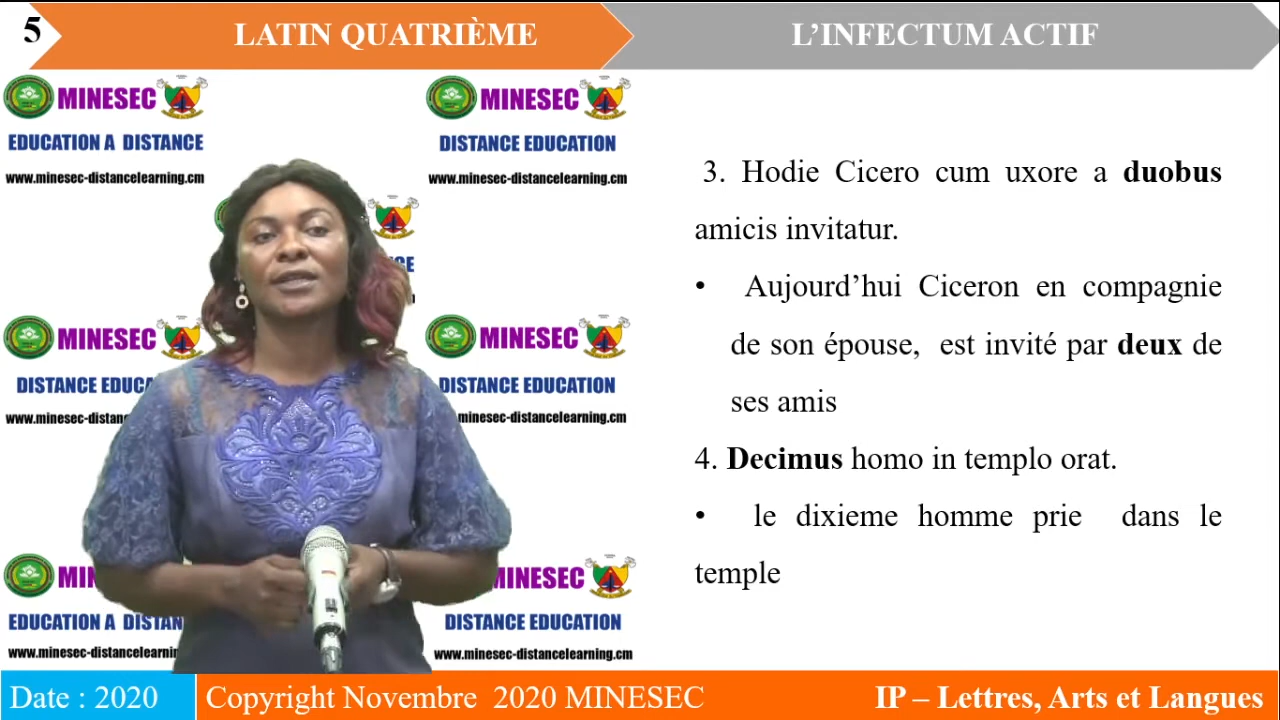 5
LATIN QUATRIÈME
L'INFECTUM ACTIF
MINESEC
EDUCATION A DISTANCE
www.minesec-distancelearning.cm
MINESEC
DISTANCE EDUCATION
www.minesec-distancelearning.cm
MINESEC
DISTANCE EDUCA
www.minesec-distan
MINESEC
DISTANCE EDUCATION
minesec-distancelearning.cm
MIN
EDUCATION A DISTAN
www.minesec-distancelearnin
MINESEC
DISTANCE EDUCATION
www.minesec-distancelearning.cm
3. Hodie Cicero cum uxore a duobus
amicis invitatur.
• Aujourd'hui Ciceron en compagnie
de son épouse, est invité par deux de
ses amis
4. Decimus homo in templo orat.
• le dixieme homme prie dans le
temple
Date : 2020
Copyright Novembre 2020 MINESEC
IP – Lettres, Arts et Langues